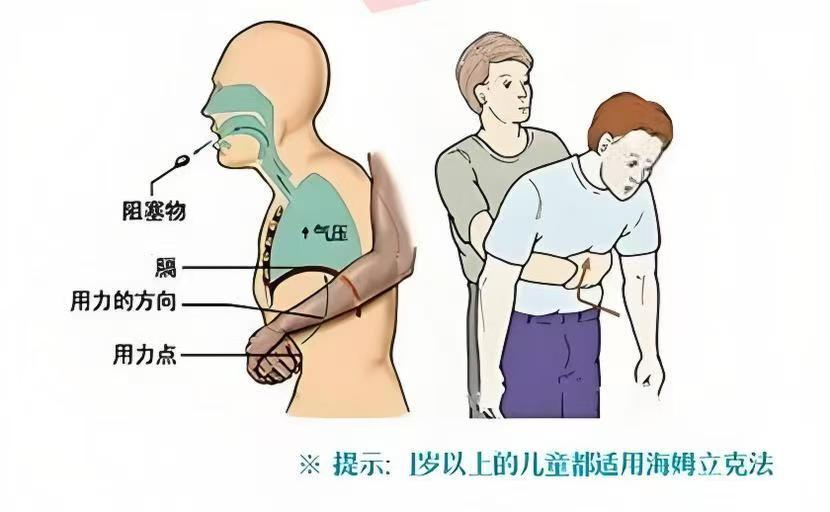 阻塞物
气压
膈
用力的方向
用力点
※ 提示: 1岁以上的儿童都适用海姆立克法